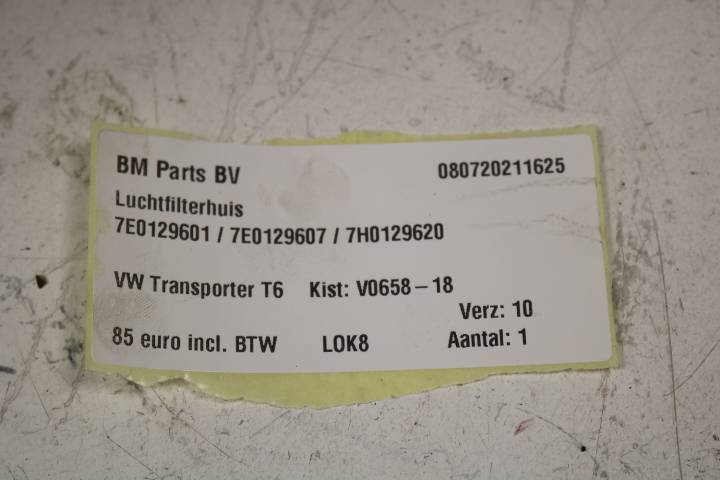 BM Parts BV 080720211625
Luchtfilterhuis
7E0129601 / 7E0129607 / 7H0129620
VW Transporter T6 Kist: V0658-18
Verz: 10
85 euro incl. BTW LOK8 Aantal: 1